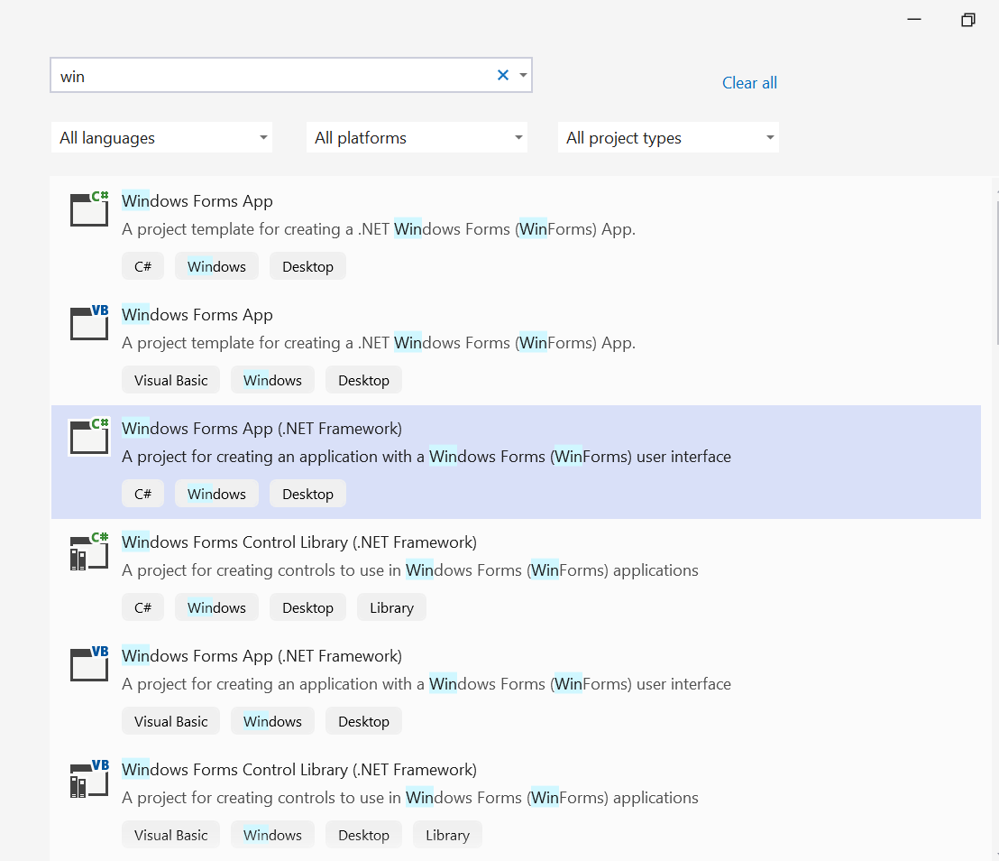 win
Clear all
All languages All platforms All project types
C# Windows Forms App
A project template for creating a .NET Windows Forms (WinForms) App.
C# Windows Desktop
VB Windows Forms App
A project template for creating a .NET Windows Forms (WinForms) App.
Visual Basic Windows Desktop
C# Windows Forms App (.NET Framework)
A project for creating an application with a Windows Forms (WinForms) user interface
C# Windows Desktop
C# Windows Forms Control Library (.NET Framework)
A project for creating controls to use in Windows Forms (WinForms) applications
C# Windows Desktop Library
VB Windows Forms App (.NET Framework)
A project for creating an application with a Windows Forms (WinForms) user interface
Visual Basic Windows Desktop
VB Windows Forms Control Library (.NET Framework)
A project for creating controls to use in Windows Forms (WinForms) applications
Visual Basic Windows Desktop Library